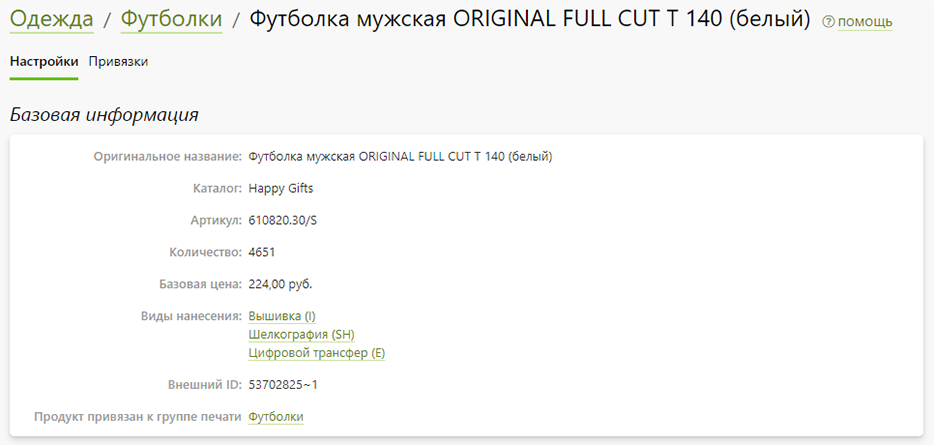 Одежда / Футболки / Футболка мужская ORIGINAL FULL CUT T 140 (белый) ? помощь
Настройки Привязки
Базовая информация
Оригинальное название: Футболка мужская ORIGINAL FULL CUT T 140 (белый)
Каталог: Happy Gifts
Артикул: 610820.30/S
Количество: 4651
Базовая цена: 224,00 руб.
Виды нанесения: Вышивка (I)
Шелкография (SH)
Цифровой трансфер (E)
Внешний ID: 53702825~1
Продукт привязан к группе печати Футболки